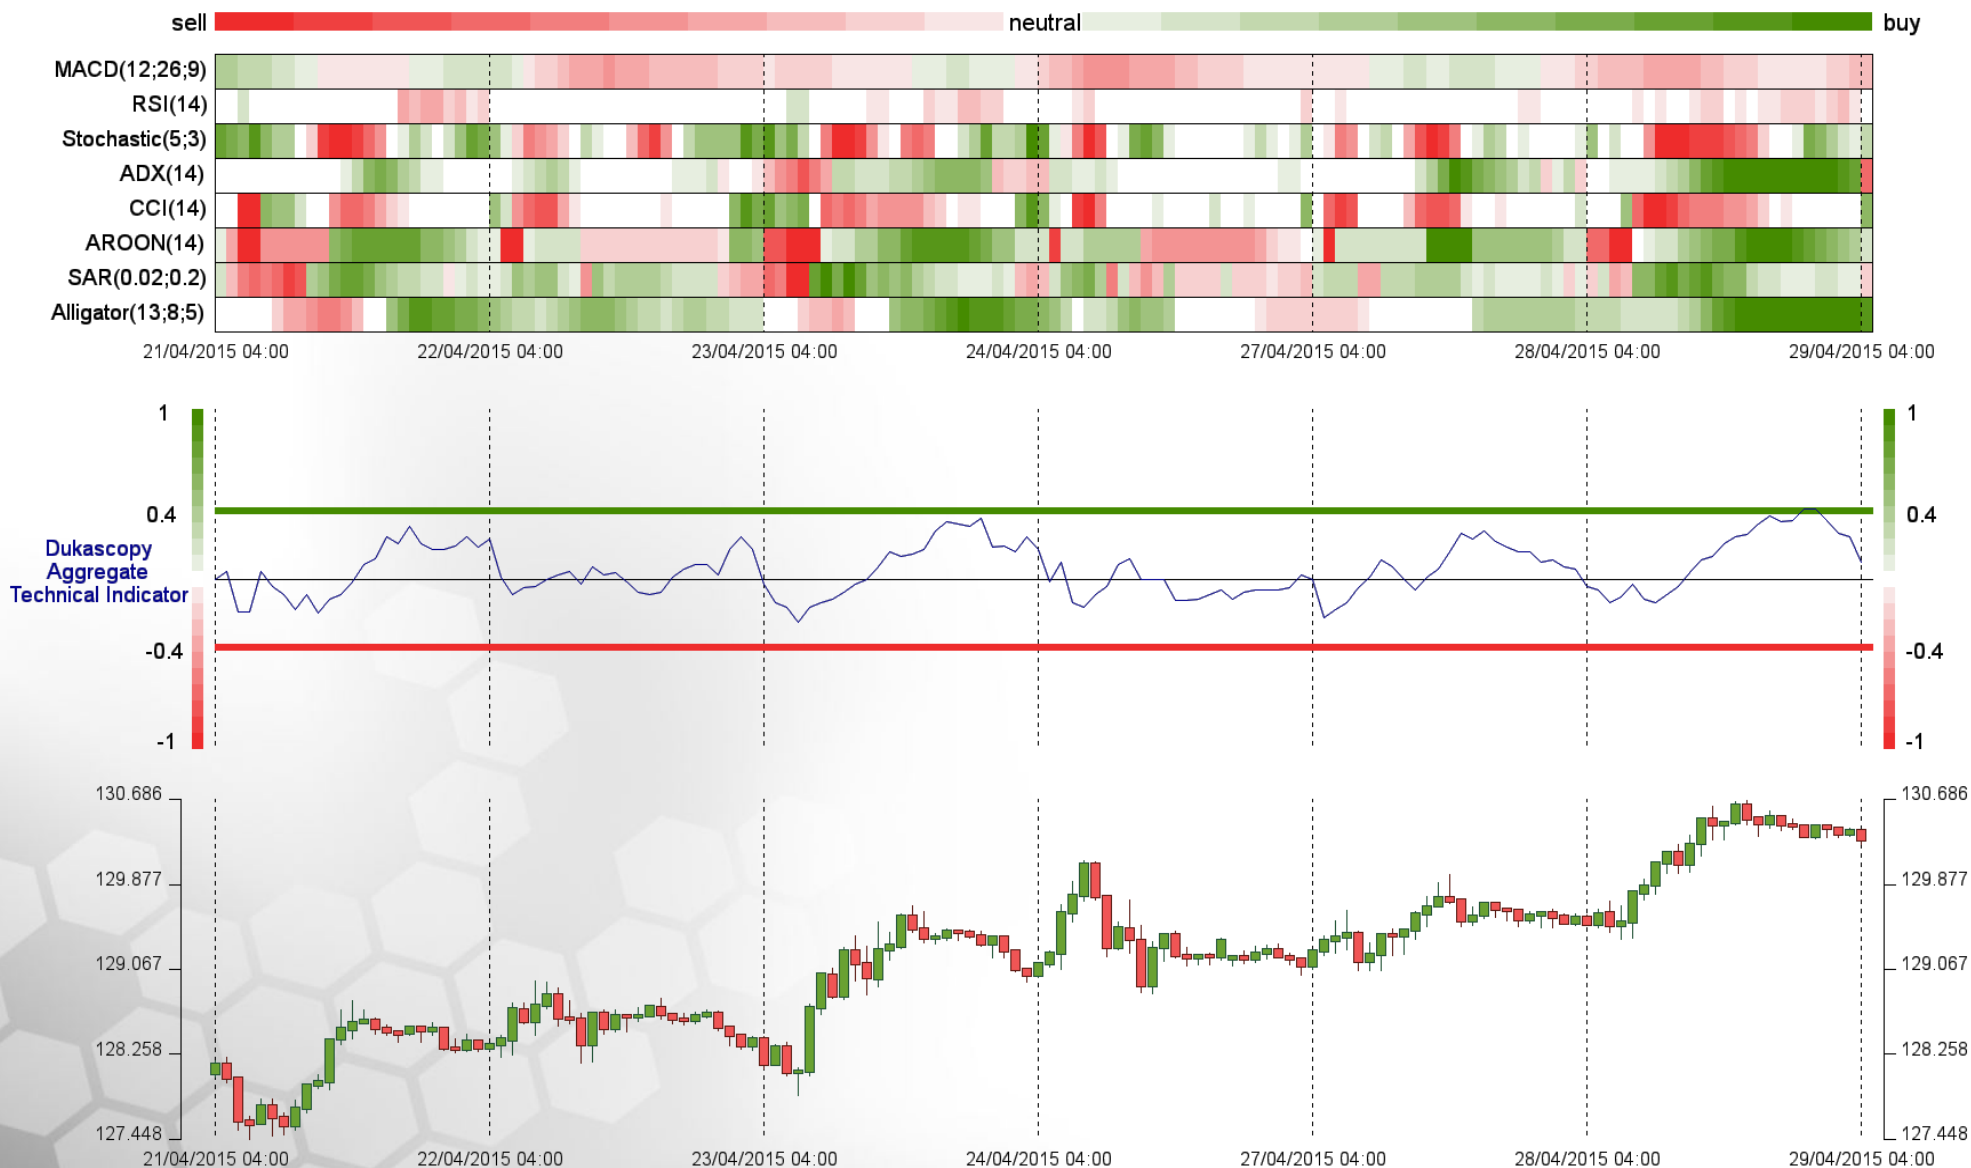 sell neutral buy
MACD(12;26;9)
RSI(14)
Stochastic(5;3)
ADX(14)
CCI(14)
AROON(14)
SAR(0.02;0.2)
Alligator(13;8;5)
21/04/2015 04:00 22/04/2015 04:00 23/04/2015 04:00 24/04/2015 04:00 27/04/2015 04:00 28/04/2015 04:00 29/04/2015 04:00
1 1
0.4 0.4
Dukascopy
Aggregate
Technical Indicator
-0.4 -0.4
-1 -1
130.686 130.686
129.877 129.877
129.067 129.067
128.258 128.258
127.448 127.448
21/04/2015 04:00 22/04/2015 04:00 23/04/2015 04:00 24/04/2015 04:00 27/04/2015 04:00 28/04/2015 04:00 29/04/2015 04:00